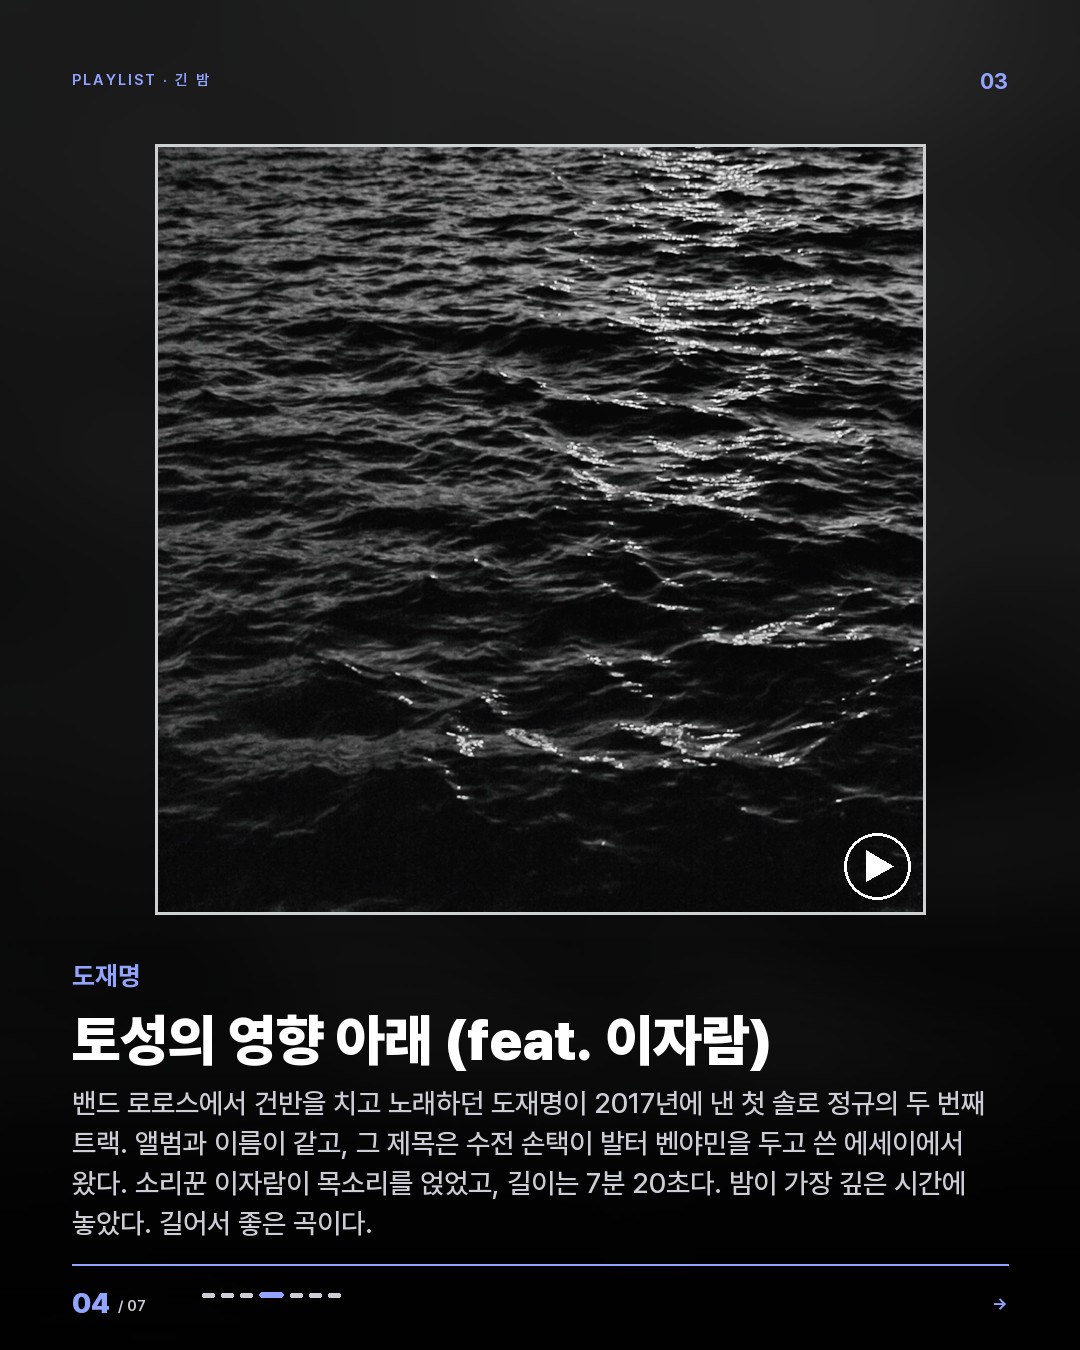 PLAYLIST · 긴 밤
03
도재명
토성의 영향 아래 (feat. 이자람)
밴드 로로스에서 건반을 치고 노래하던 도재명이 2017년에 낸 첫 솔로 정규의 두 번째
트랙. 앨범과 이름이 같고, 그 제목은 수전 손택이 발터 벤야민을 두고 쓴 에세이에서
왔다. 소리꾼 이자람이 목소리를 얹었고, 길이는 7분 20초다. 밤이 가장 깊은 시간에
놓았다. 길어서 좋은 곡이다.
04 / 07
→